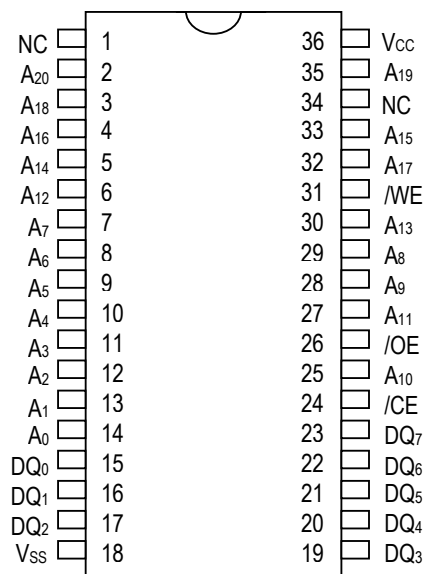 NC 1 36 VCC
A20 2 35 A19
A18 3 34 NC
A16 4 33 A15
A14 5 32 A17
A12 6 31 /WE
A7 7 30 A13
A6 8 29 A8
A5 9 28 A9
A4 10 27 A11
A3 11 26 /OE
A2 12 25 A10
A1 13 24 /CE
A0 14 23 DQ7
DQ0 15 22 DQ6
DQ1 16 21 DQ5
DQ2 17 20 DQ4
VSS 18 19 DQ3